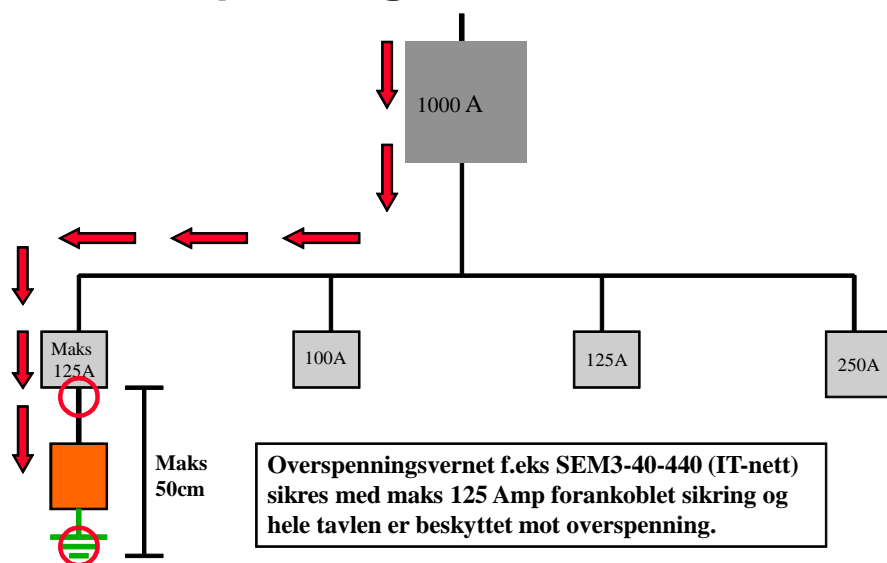 1000 A
Maks
125A
100A
125A
250A
Maks
50cm
Overspenningsvernet f.eks SEM3-40-440 (IT-nett)
sikres med maks 125 Amp forankoblet sikring og
hele tavlen er beskyttet mot overspenning.